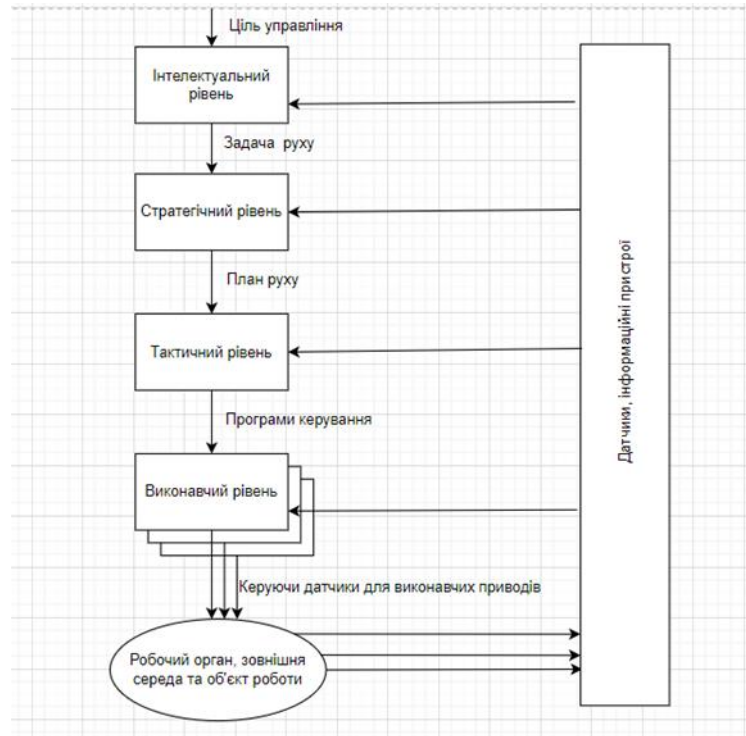 Ціль управління
Інтелектуальний
рівень
Задача руху
Стратегічний рівень
План руху
Тактичний рівень
Програми керування
Виконавчий рівень
Керуючи датчики для виконавчих приводів
Робочий орган, зовнішня
середа та об'єкт роботи
Датчики, інформаційні пристрої